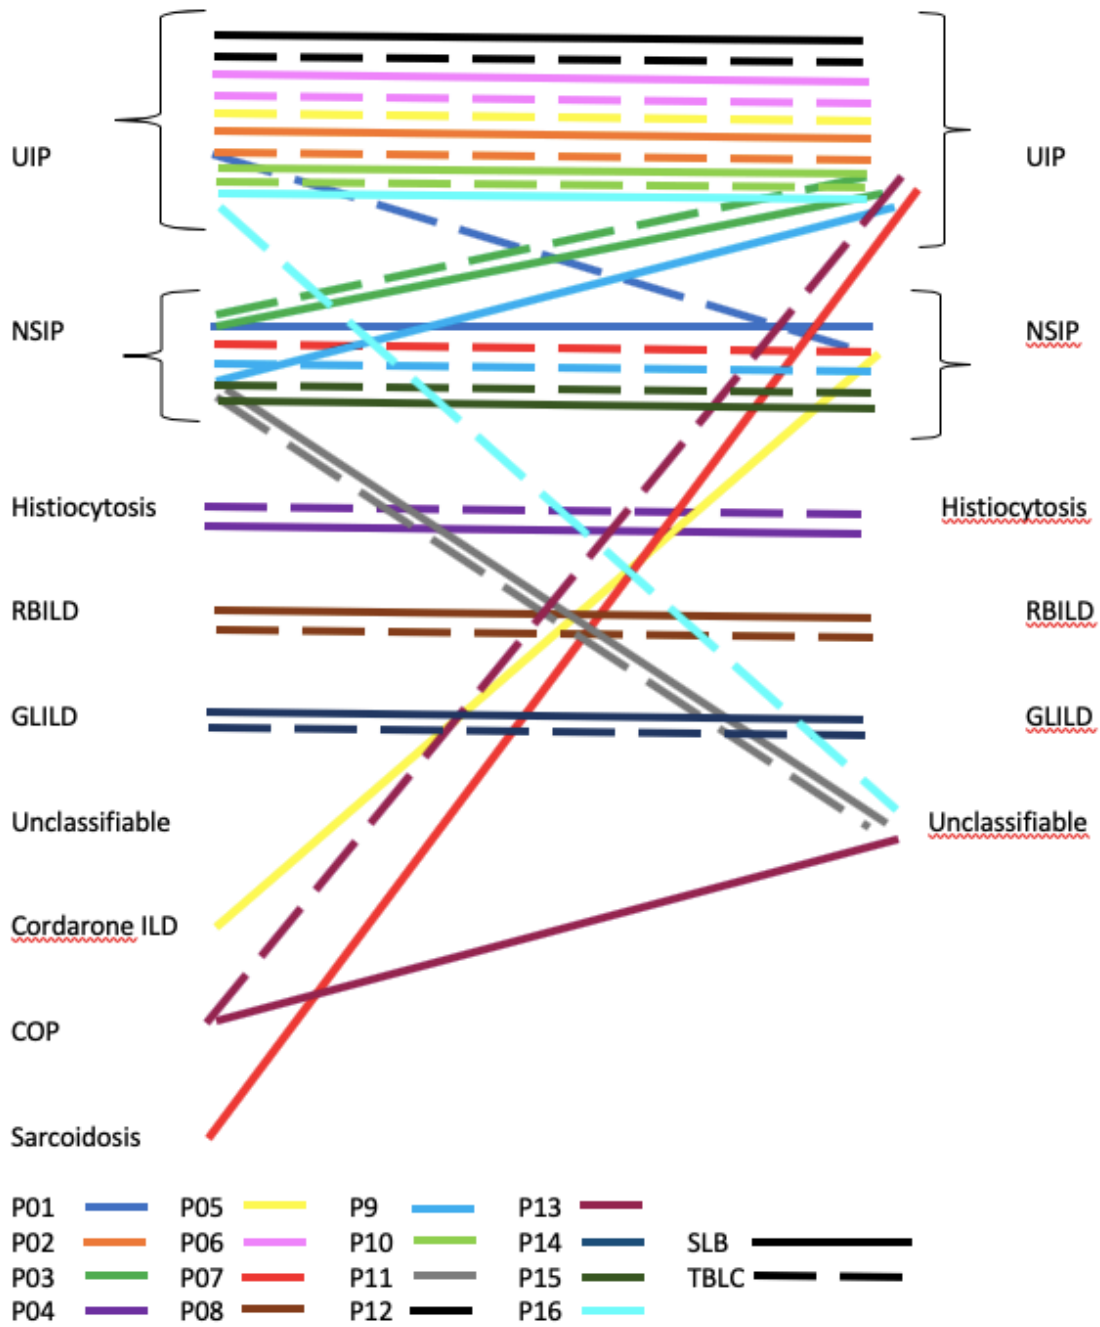 UIP UIP
NSIP NSIP
Histiocytosis Histiocytosis
RBILD RBILD
GLILD GLILD
Unclassifiable Unclassifiable
Cordarone ILD
COP
Sarcoidosis
P01 P05 P9 P13
P02 P06 P10 P14 SLB
P03 P07 P11 P15 TBLC
P04 P08 P12 P16